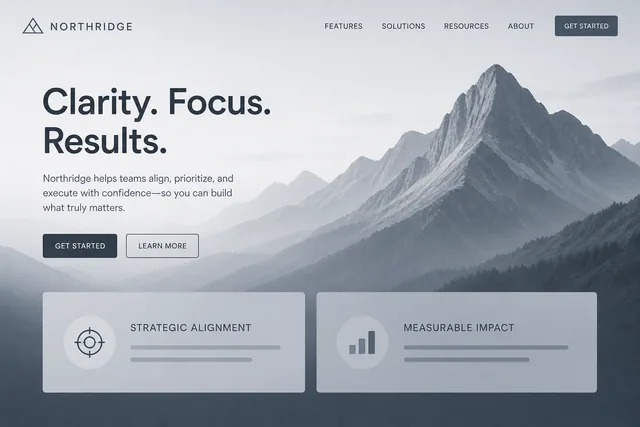 NORTHRIDGE
FEATURES
SOLUTIONS
RESOURCES
ABOUT
GET STARTED
Clarity. Focus.
Results.
Northridge helps teams align, prioritize, and
execute with confidence—so you can build
what truly matters.
GET STARTED
LEARN MORE
STRATEGIC ALIGNMENT
MEASURABLE IMPACT